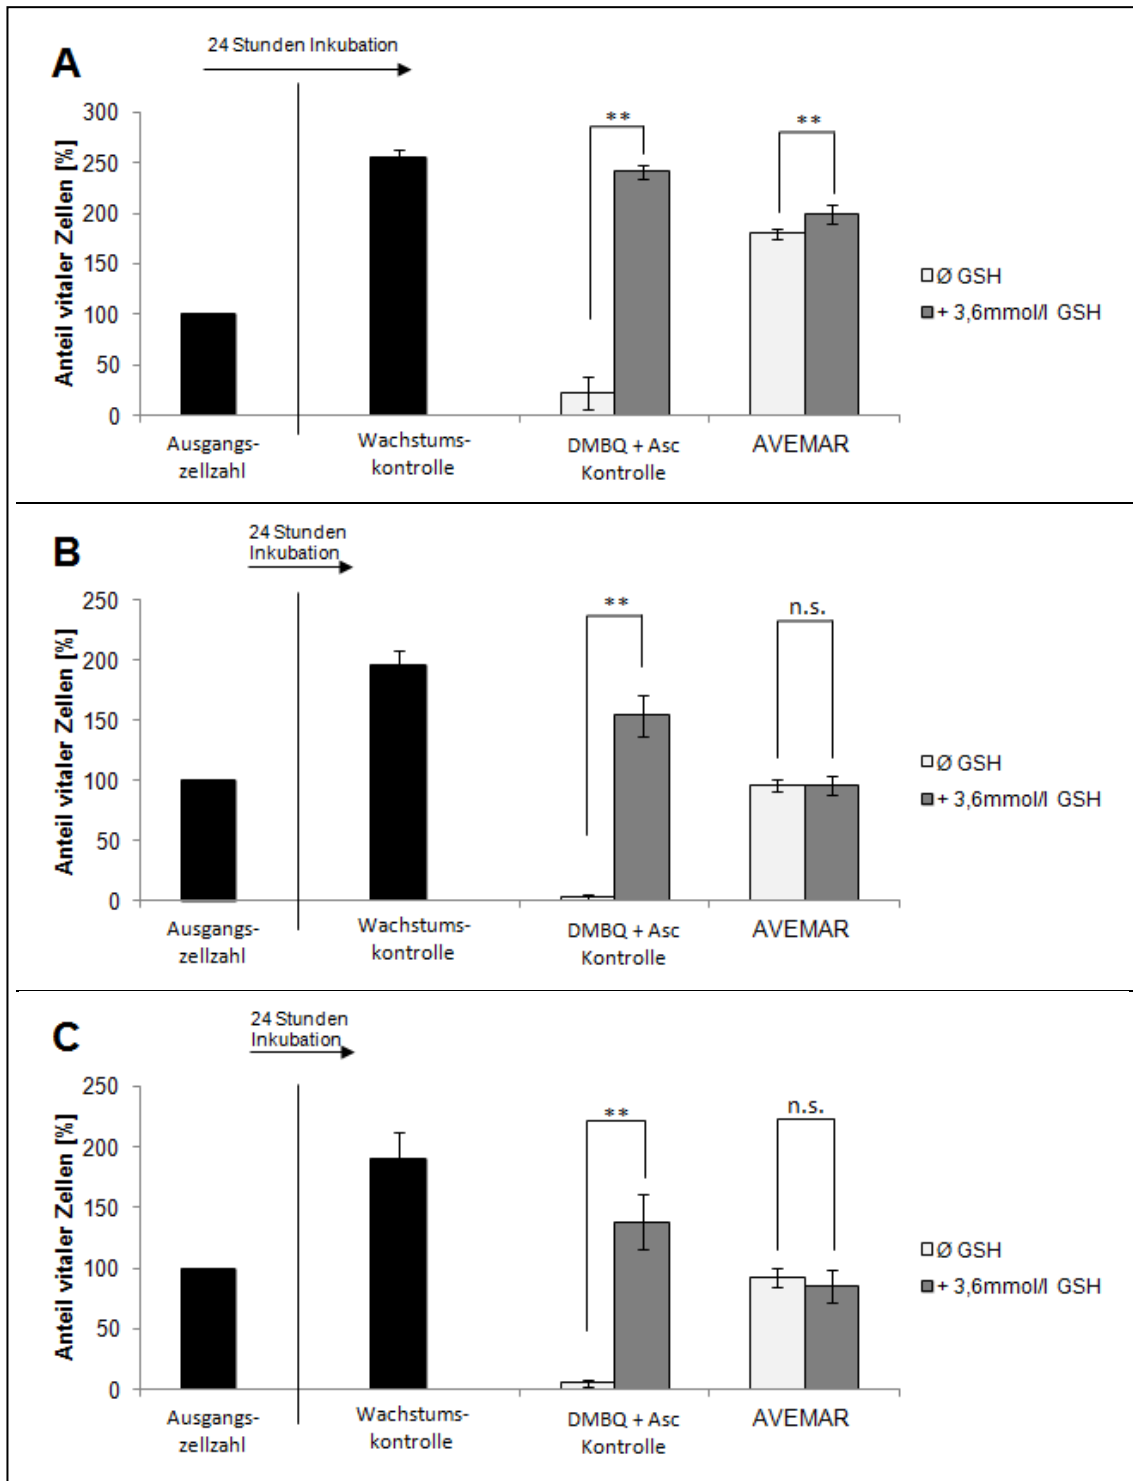 A
24 Stunden Inkubation
Anteil vitaler Zellen [%]
300
250
200
150
100
50
0
**
**
Ausgangs-
zellzahl
Wachstums-
kontrolle
DMBQ + Asc
Kontrolle
AVEMAR
Ø GSH
+ 3,6mmol/l GSH
B
24 Stunden
Inkubation
Anteil vitaler Zellen [%]
250
200
150
100
50
0
**
n.s.
Ausgangs-
zellzahl
Wachstums-
kontrolle
DMBQ + Asc
Kontrolle
AVEMAR
Ø GSH
+ 3,6mmol/l GSH
C
24 Stunden
Inkubation
Anteil vitaler Zellen [%]
250
200
150
100
50
0
**
n.s.
Ausgangs-
zellzahl
Wachstums-
kontrolle
DMBQ + Asc
Kontrolle
AVEMAR
Ø GSH
+ 3,6mmol/l GSH